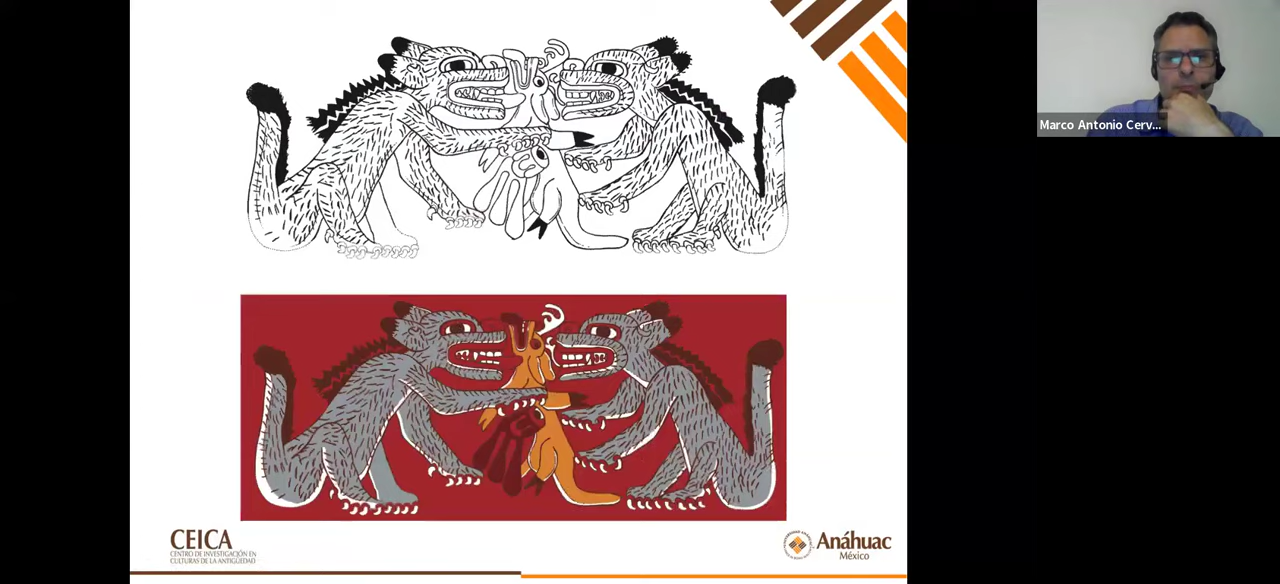 Marco Antonio Cerv...
CEICA
CENTRO DE INVESTIGACIÓN EN
CULTURAS DE LA ANTIGÜEDAD
Anáhuac
México